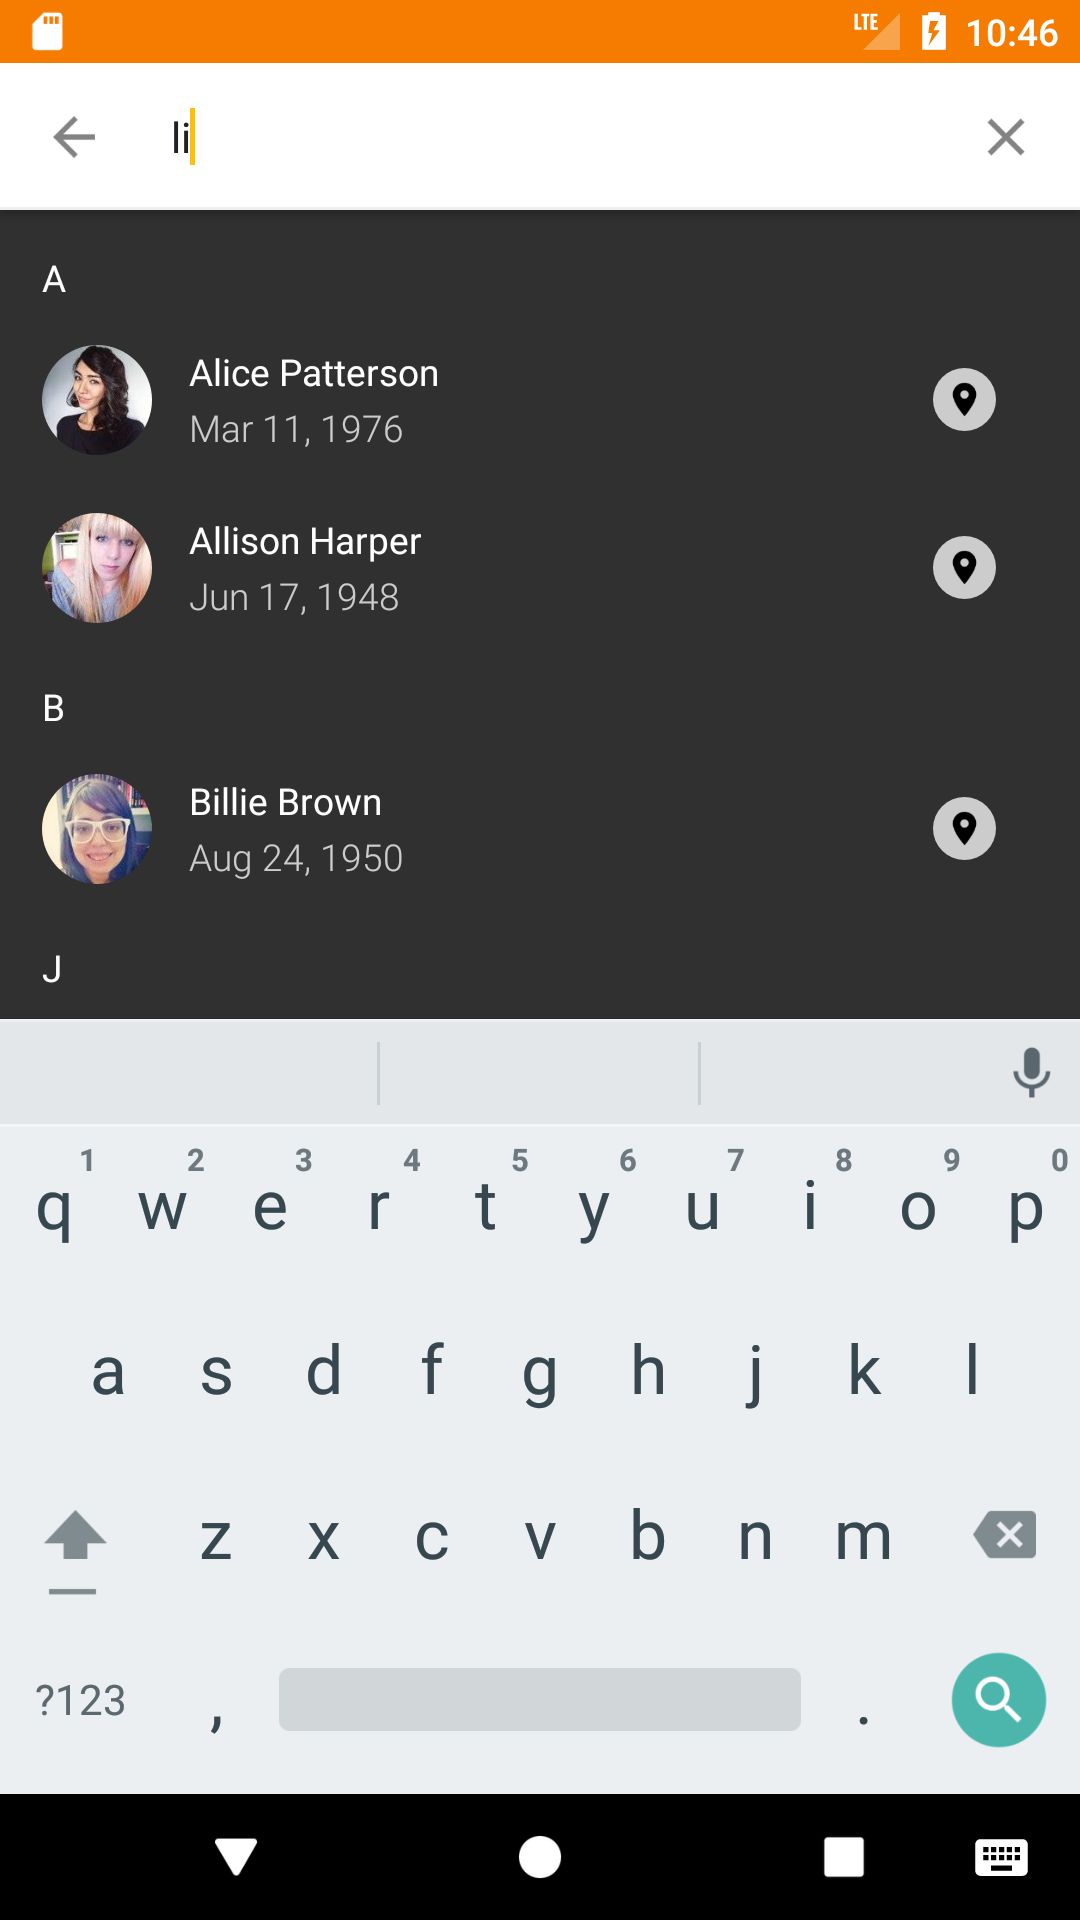 LTE 10:46
li
A
Alice Patterson
Mar 11, 1976
Allison Harper
Jun 17, 1948
B
Billie Brown
Aug 24, 1950
J
1 2 3 4 5 6 7 8 9 0
q w e r t y u i o p
a s d f g h j k l
z x c v b n m
?123 , .